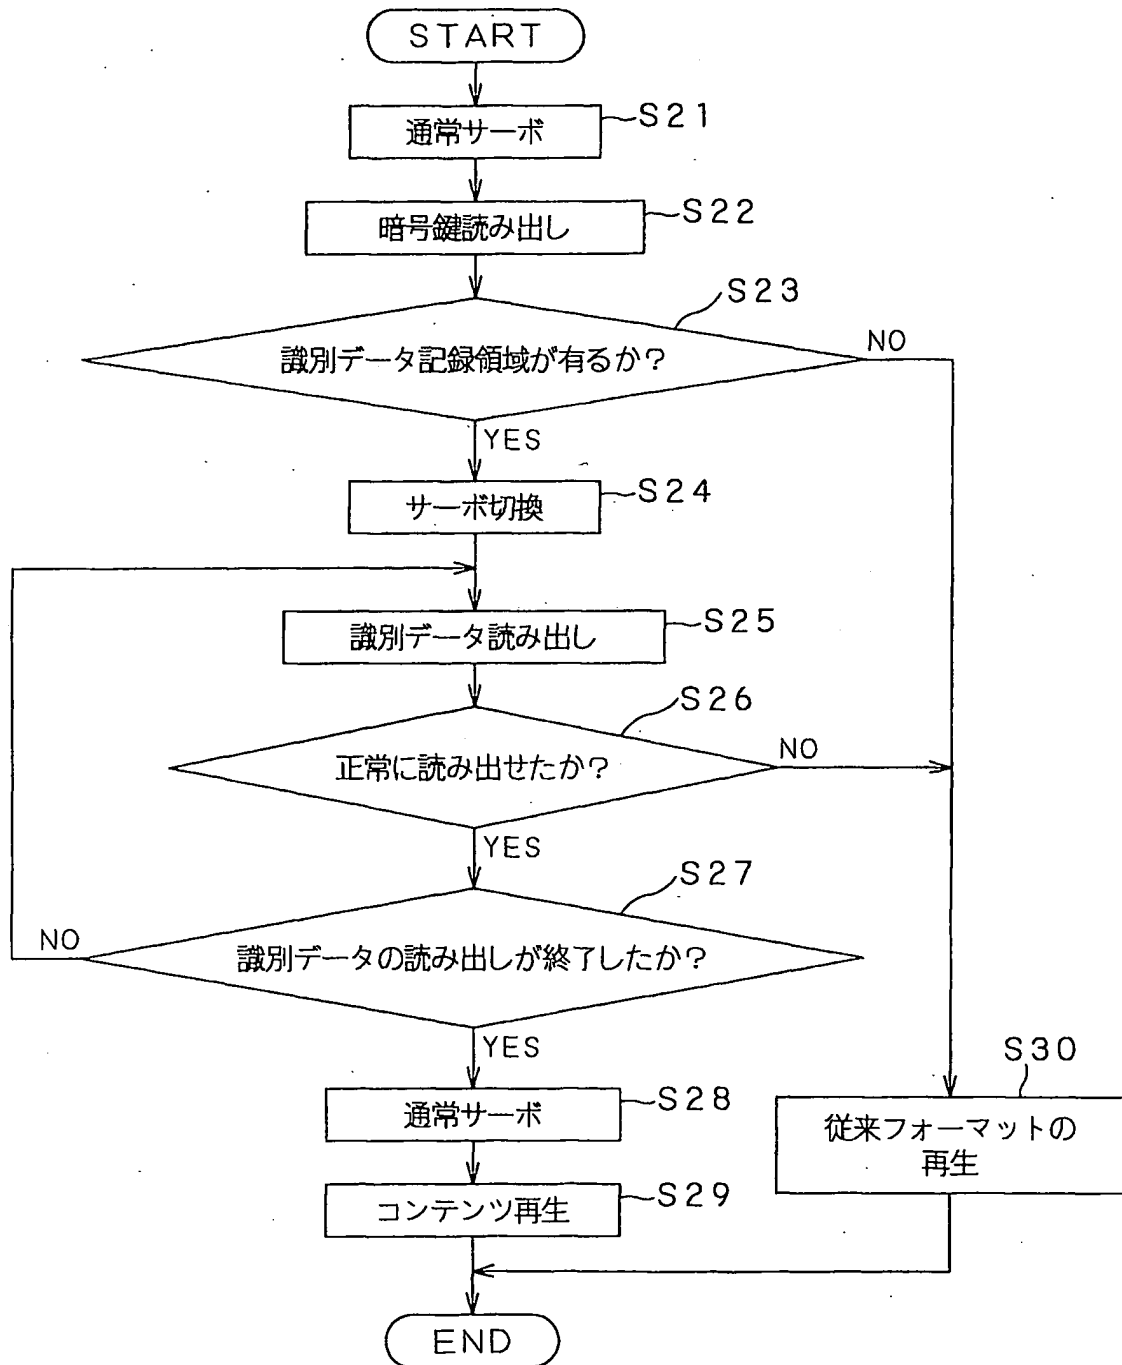 START
通常サーボ
S21
暗号鍵読み出し
S22
S23
識別データ記録領域が有るか？
NO
YES
サーボ切換
S24
識別データ読み出し
S25
S26
正常に読み出せたか？
NO
YES
S27
識別データの読み出しが終了したか？
NO
YES
通常サーボ
S28
S30
従来フォーマットの
再生
コンテンツ再生
S29
END